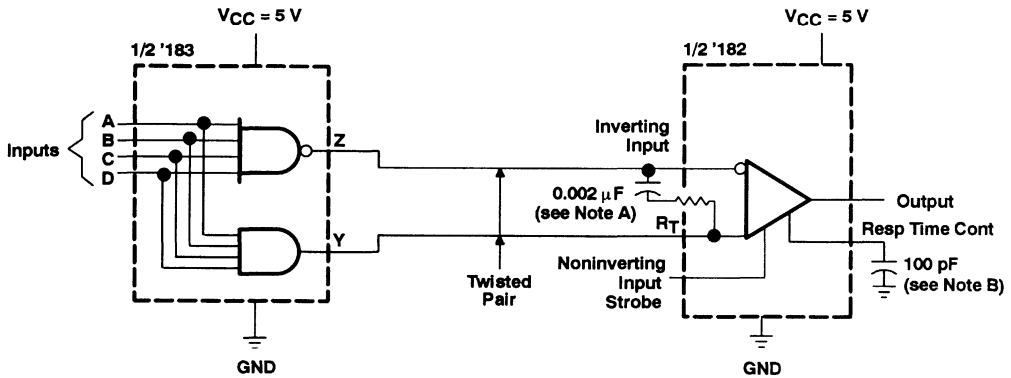 VCC = 5 V
VCC = 5 V
1/2 '183
1/2 '182
Inputs
A
B
C
D
Z
Y
Inverting
Input
0.002 μF
(see Note A)
RT
Output
Resp Time Cont
100 pF
(see Note B)
Twisted
Pair
Noninverting
Input
Strobe
GND
GND